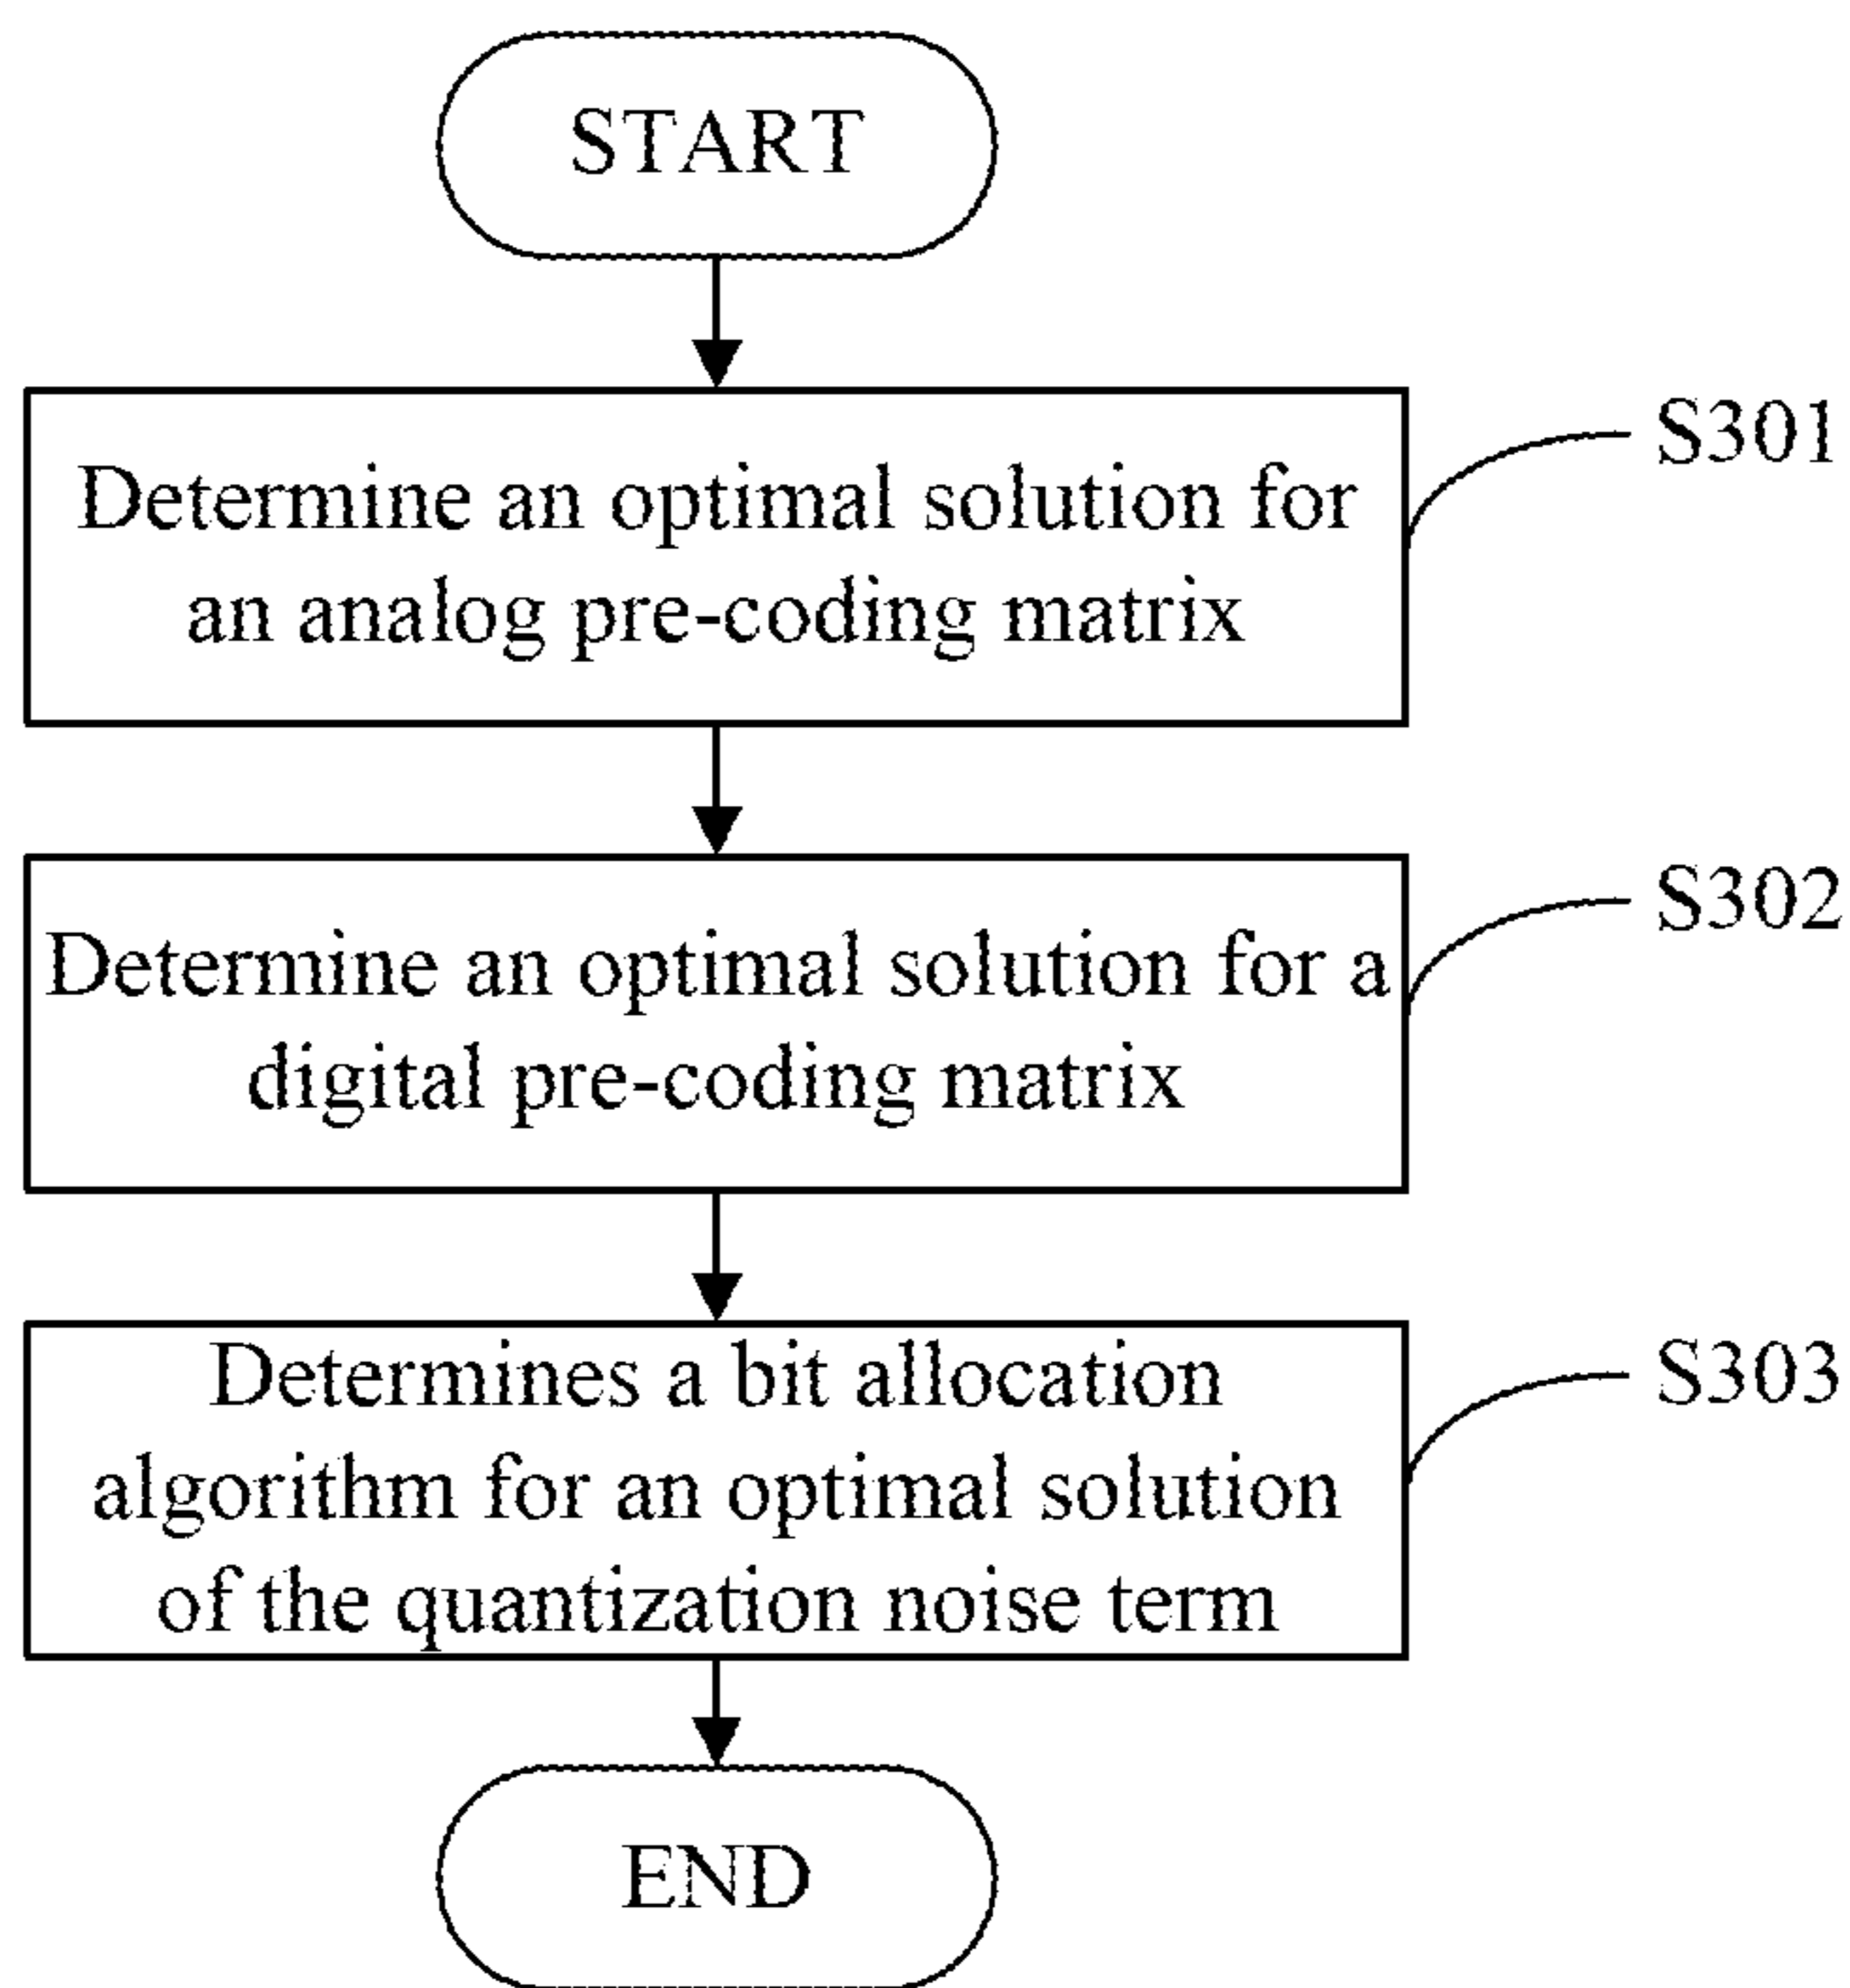 START
Determine an optimal solution for
an analog pre-coding matrix
S301
Determine an optimal solution for a
digital pre-coding matrix
S302
Determines a bit allocation
algorithm for an optimal solution
of the quantization noise term
S303
END